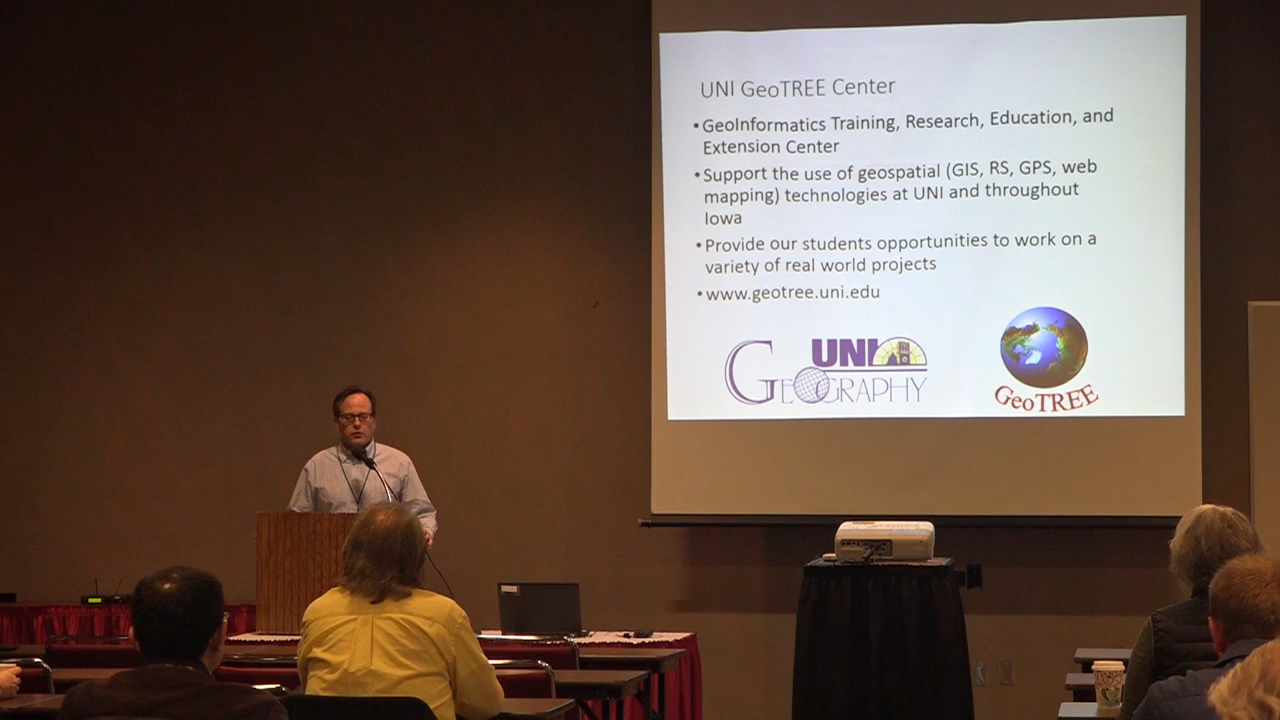 UNI GeoTREE Center
• GeoInformatics Training, Research, Education, and
Extension Center
• Support the use of geospatial (GIS, RS, GPS, web
mapping) technologies at UNI and throughout
Iowa
• Provide our students opportunities to work on a
variety of real world projects
• www.geotree.uni.edu
UNI
GEOGRAPHY
GeoTREE